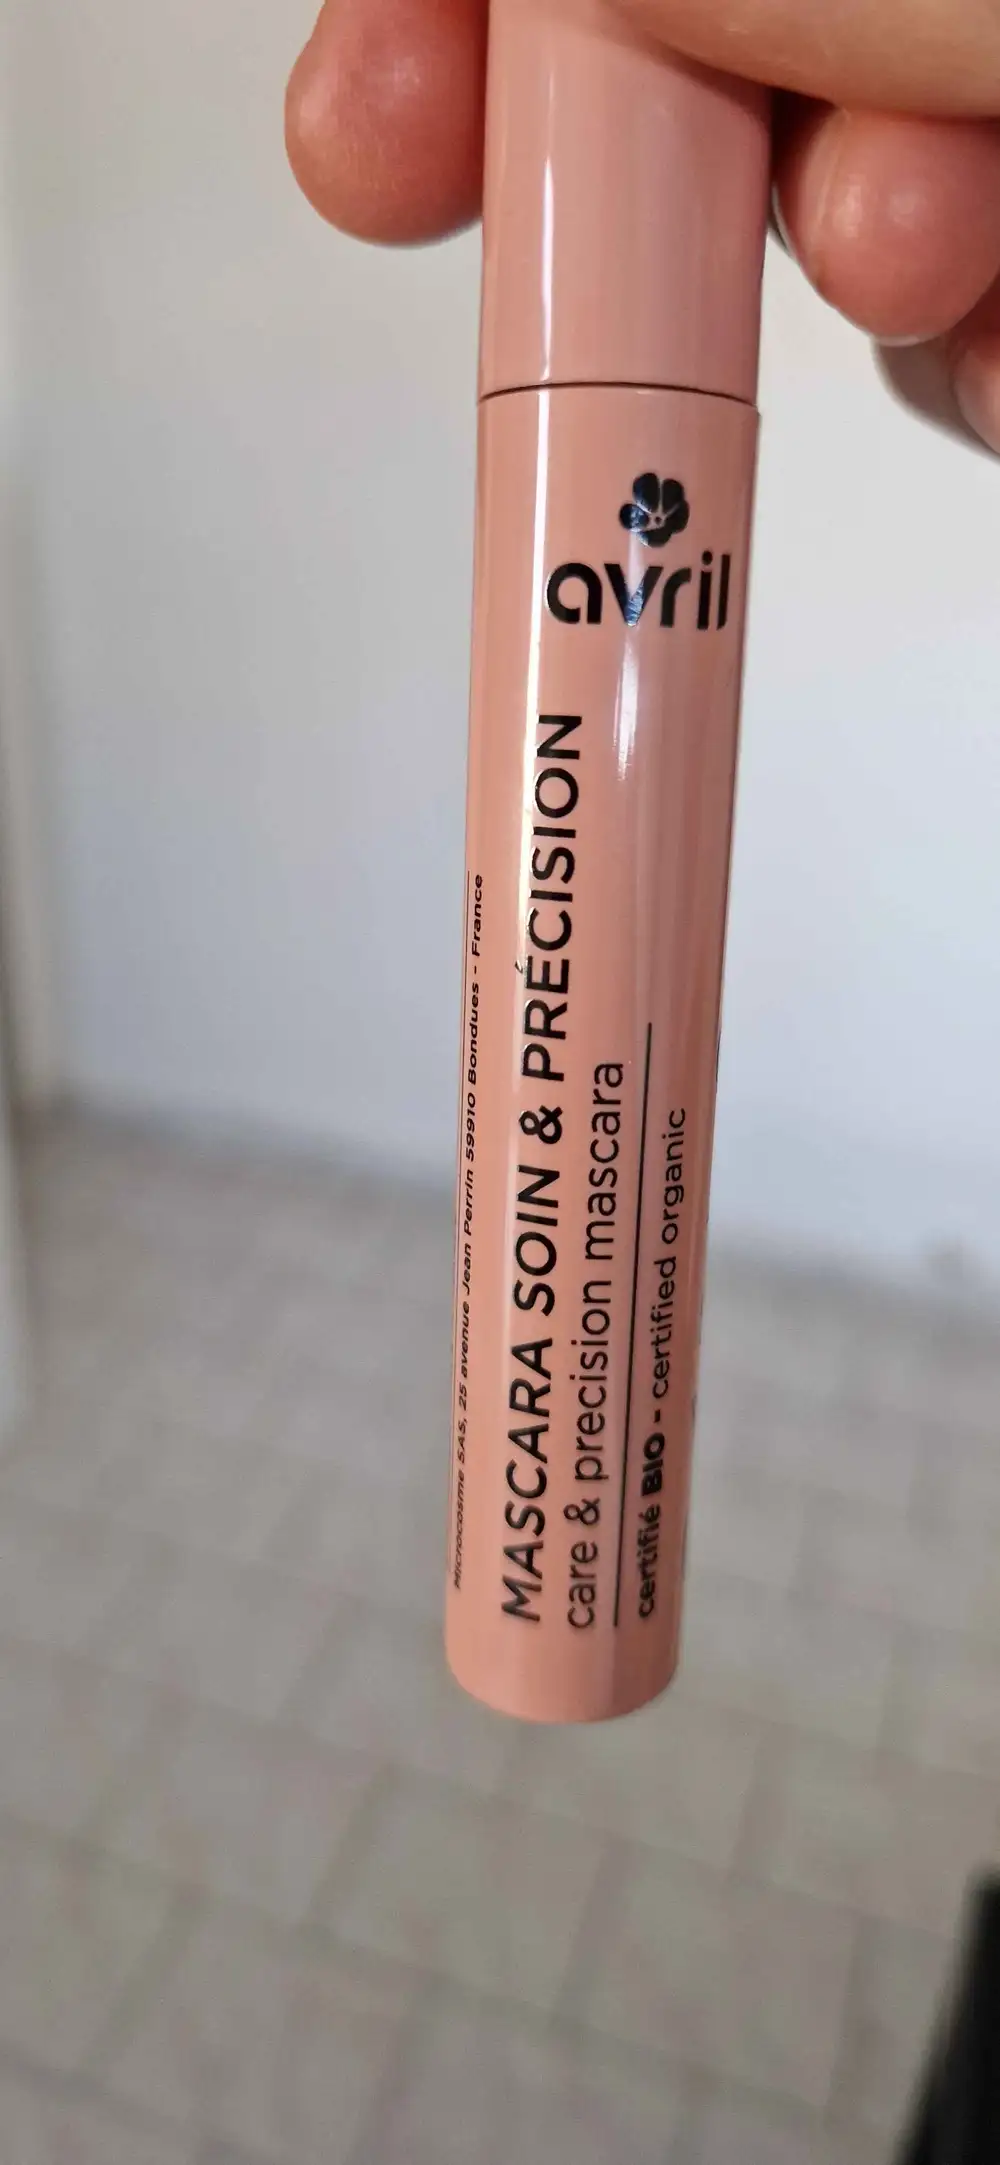 avril
MASCARA SOIN & PRÉCISION
care & precision mascara
certifié BIO - certified organic
Microcosme SAS, 25 avenue Jean Perrin 59910 Bondues - France